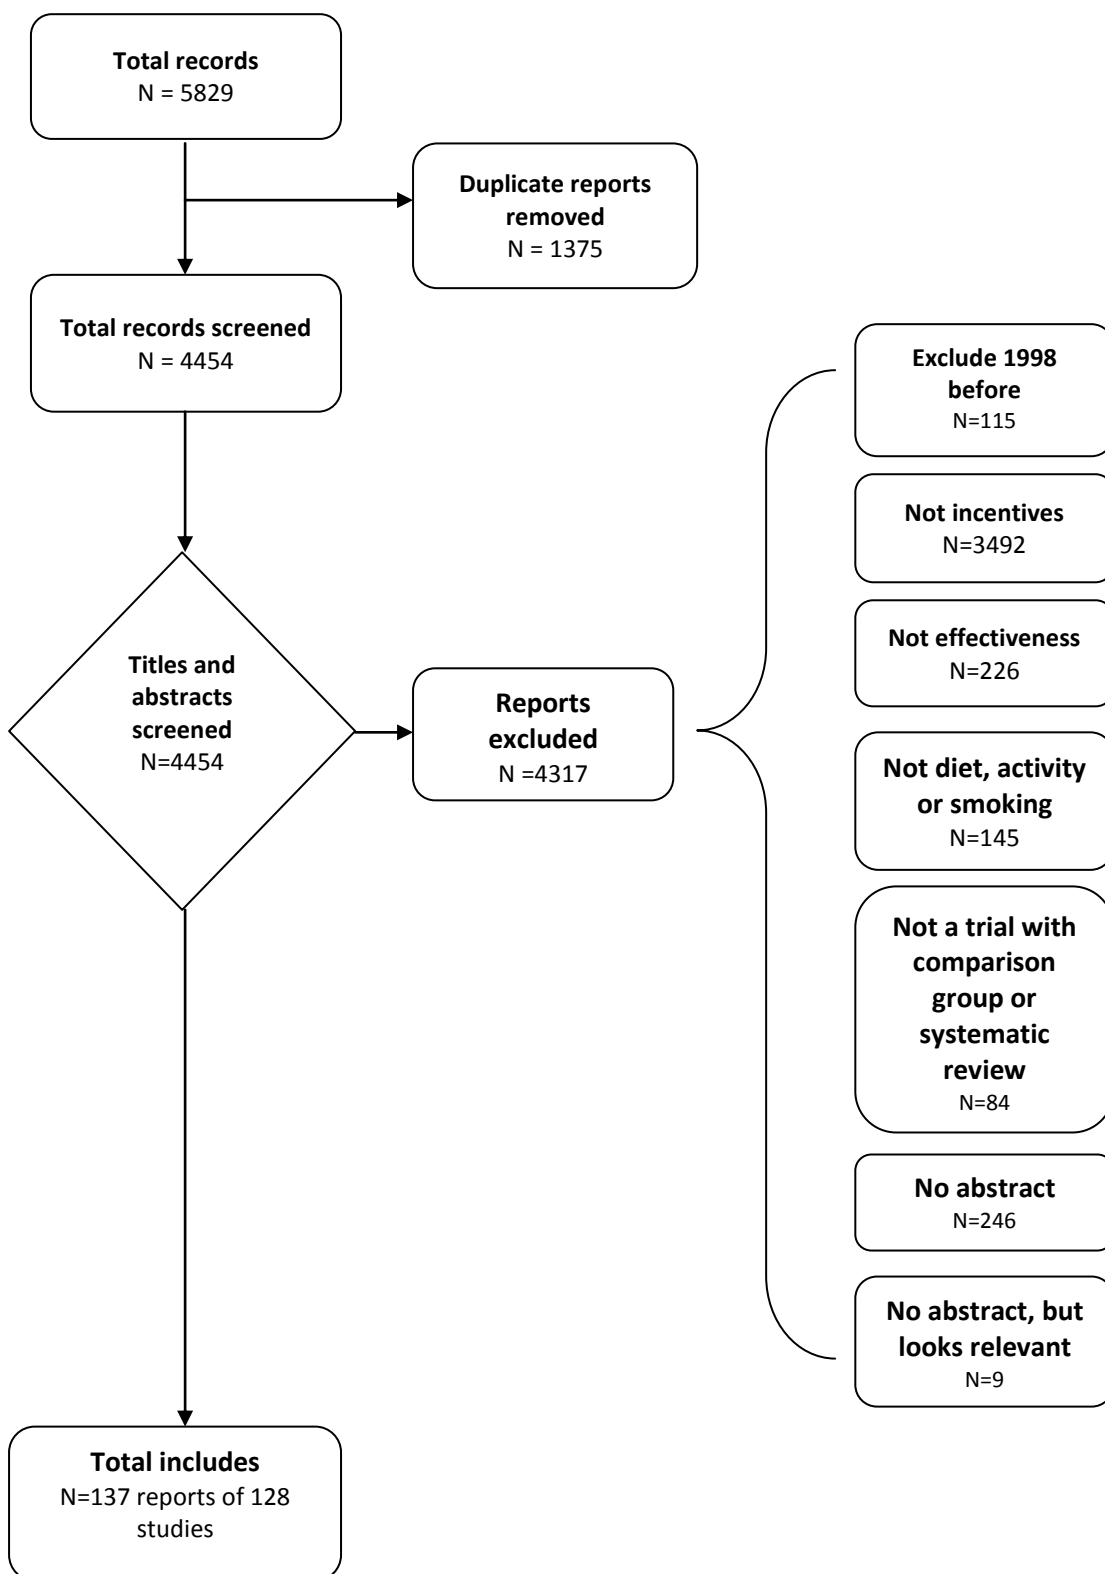 Total records
N = 5829
Duplicate reports
removed
N = 1375
Total records screened
N = 4454
Titles and
abstracts
screened
N=4454
Reports
excluded
N =4317
Exclude 1998
before
N=115
Not incentives
N=3492
Not effectiveness
N=226
Not diet, activity
or smoking
N=145
Not a trial with
comparison
group or
systematic
review
N=84
No abstract
N=246
No abstract, but
looks relevant
N=9
Total includes
N=137 reports of 128
studies